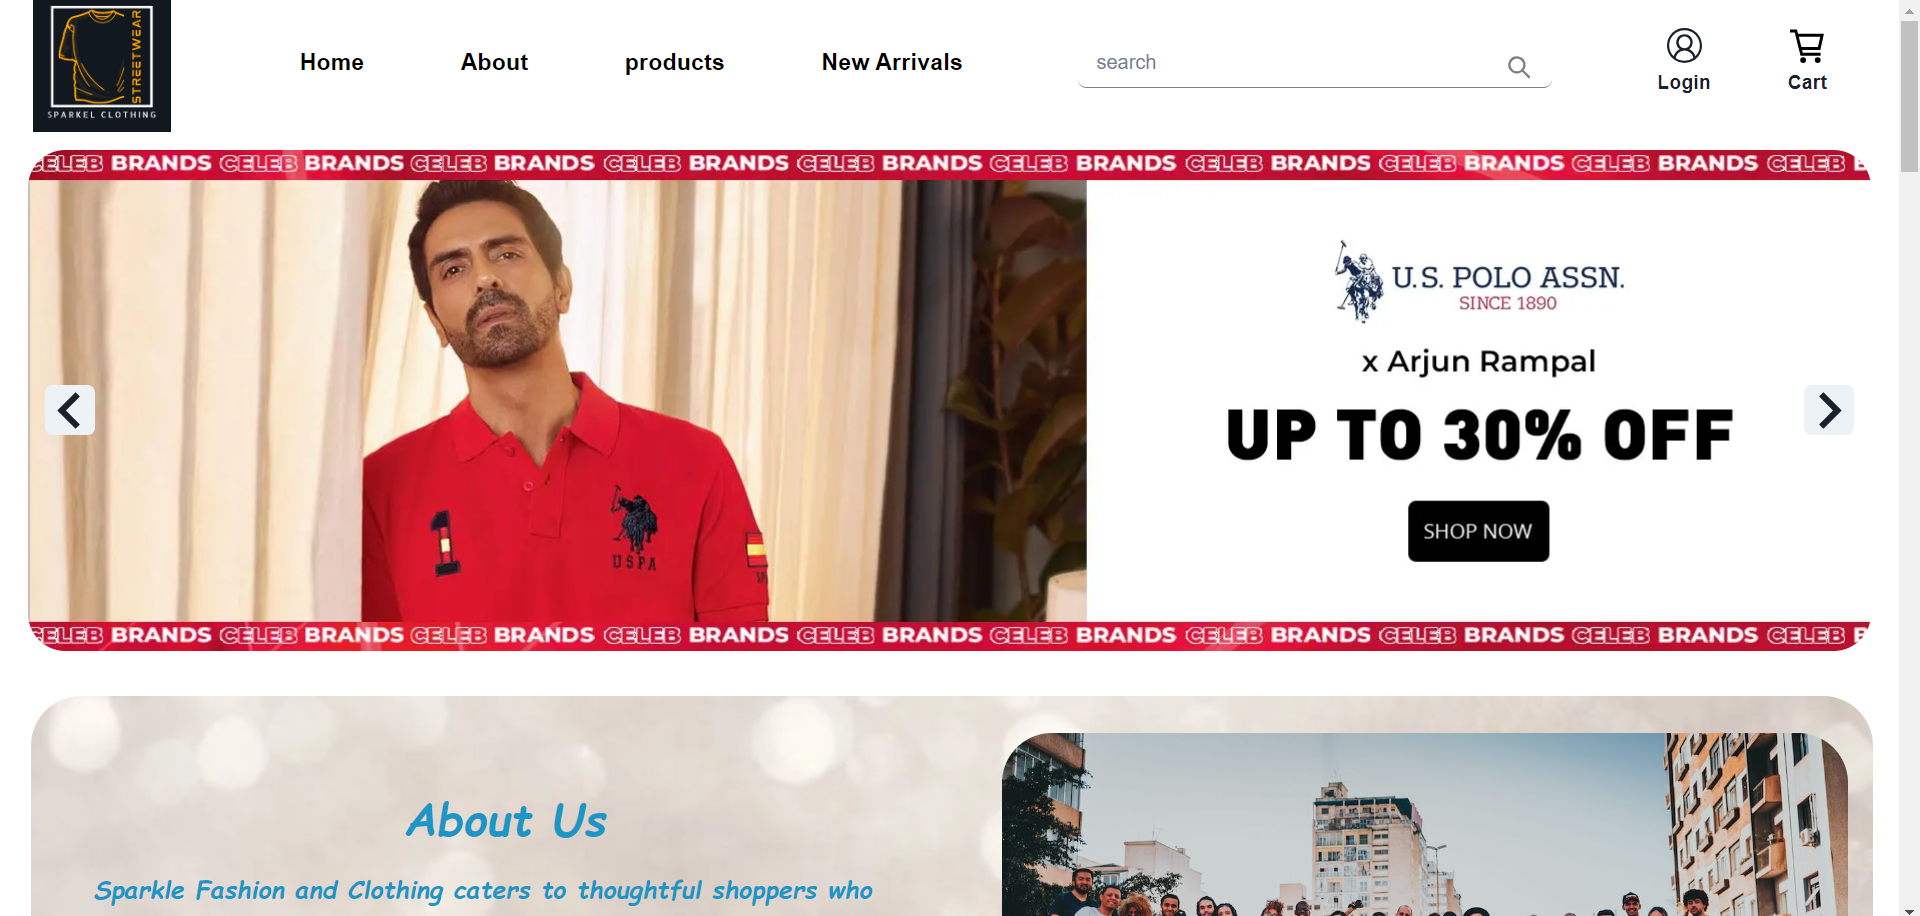 STREETWEAR
SPARKEL CLOTHING
Home
About
products
New Arrivals
search
Login
Cart
CELEB BRANDS CELEB BRANDS CELEB BRANDS CELEB BRANDS CELEB BRANDS CELEB BRANDS CELEB BRANDS CELEB BRANDS CELEB BRANDS CELEB
U.S. POLO ASSN.
SINCE 1890
x Arjun Rampal
UP TO 30% OFF
SHOP NOW
1
USPA
CELEB BRANDS CELEB BRANDS CELEB BRANDS CELEB BRANDS CELEB BRANDS CELEB BRANDS CELEB BRANDS CELEB BRANDS CELEB BRANDS CELEB
About Us
Sparkle Fashion and Clothing caters to thoughtful shoppers who